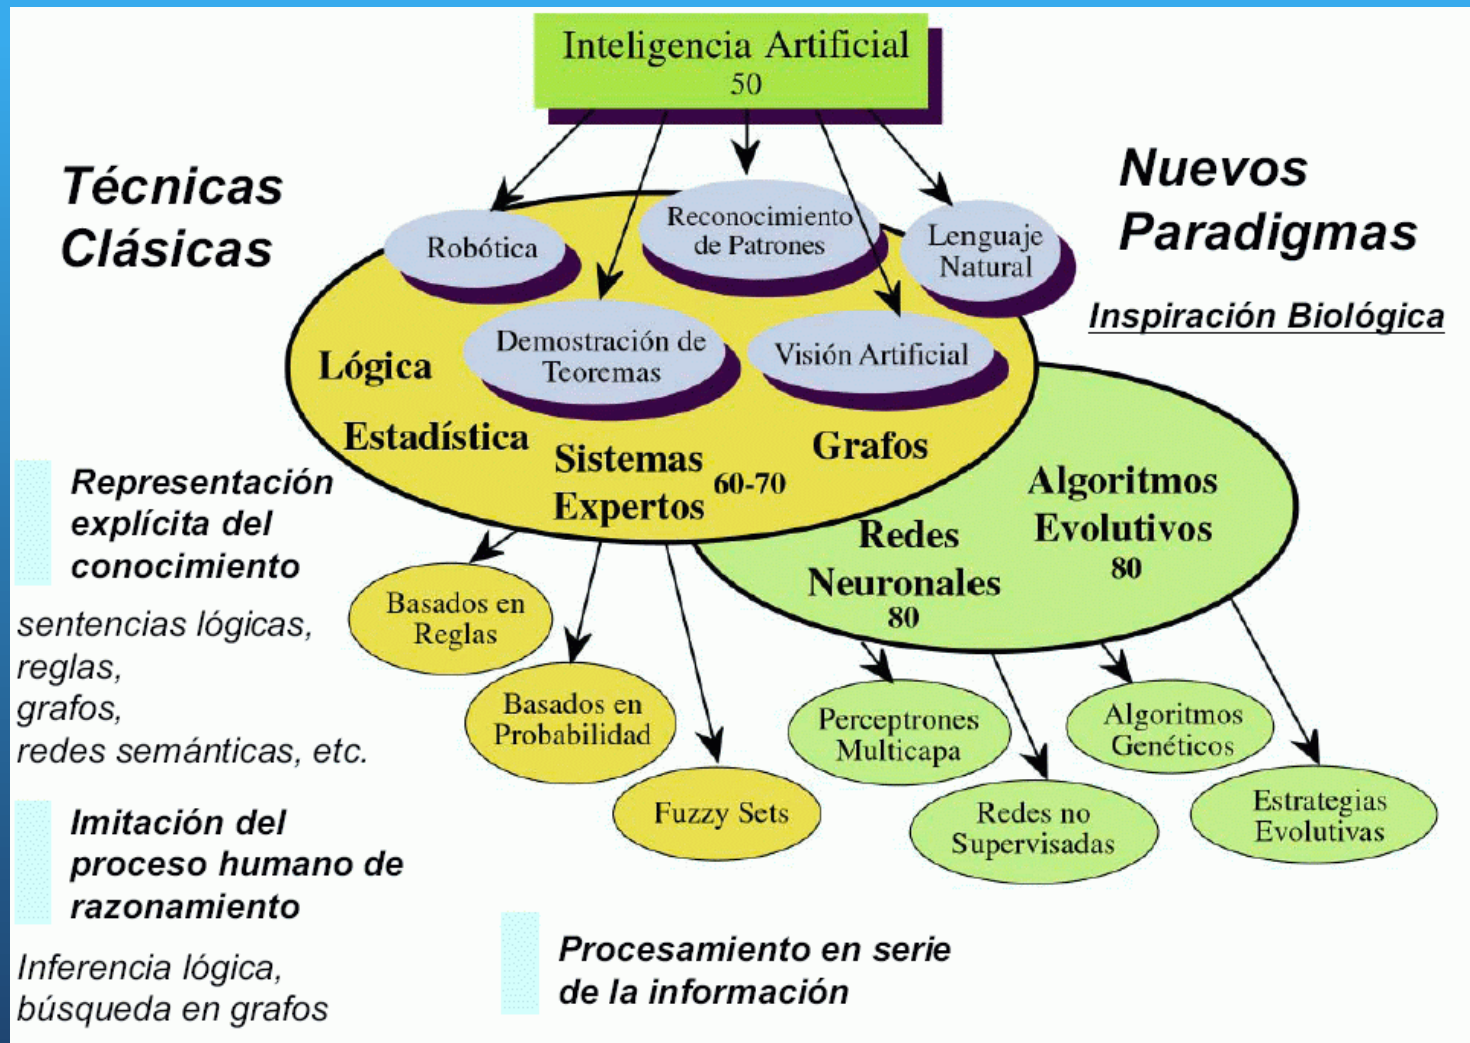 Inteligencia Artificial
50
Técnicas
Clásicas
Nuevos
Paradigmas
Inspiración Biológica
Robótica
Reconocimiento
de Patrones
Lenguaje
Natural
Demostración de
Teoremas
Visión Artificial
Lógica
Estadística
Sistemas
Expertos
60-70
Grafos
Redes
Neuronales
80
Algoritmos
Evolutivos
80
Representación
explícita del
conocimiento
sentencias lógicas,
reglas,
grafos,
redes semánticas, etc.
Imitación del
proceso humano de
razonamiento
Inferencia lógica,
búsqueda en grafos
Basados en
Reglas
Basados en
Probabilidad
Fuzzy Sets
Perceptrones
Multicapa
Redes no
Supervisadas
Algoritmos
Genéticos
Estrategias
Evolutivas
Procesamiento en serie
de la información